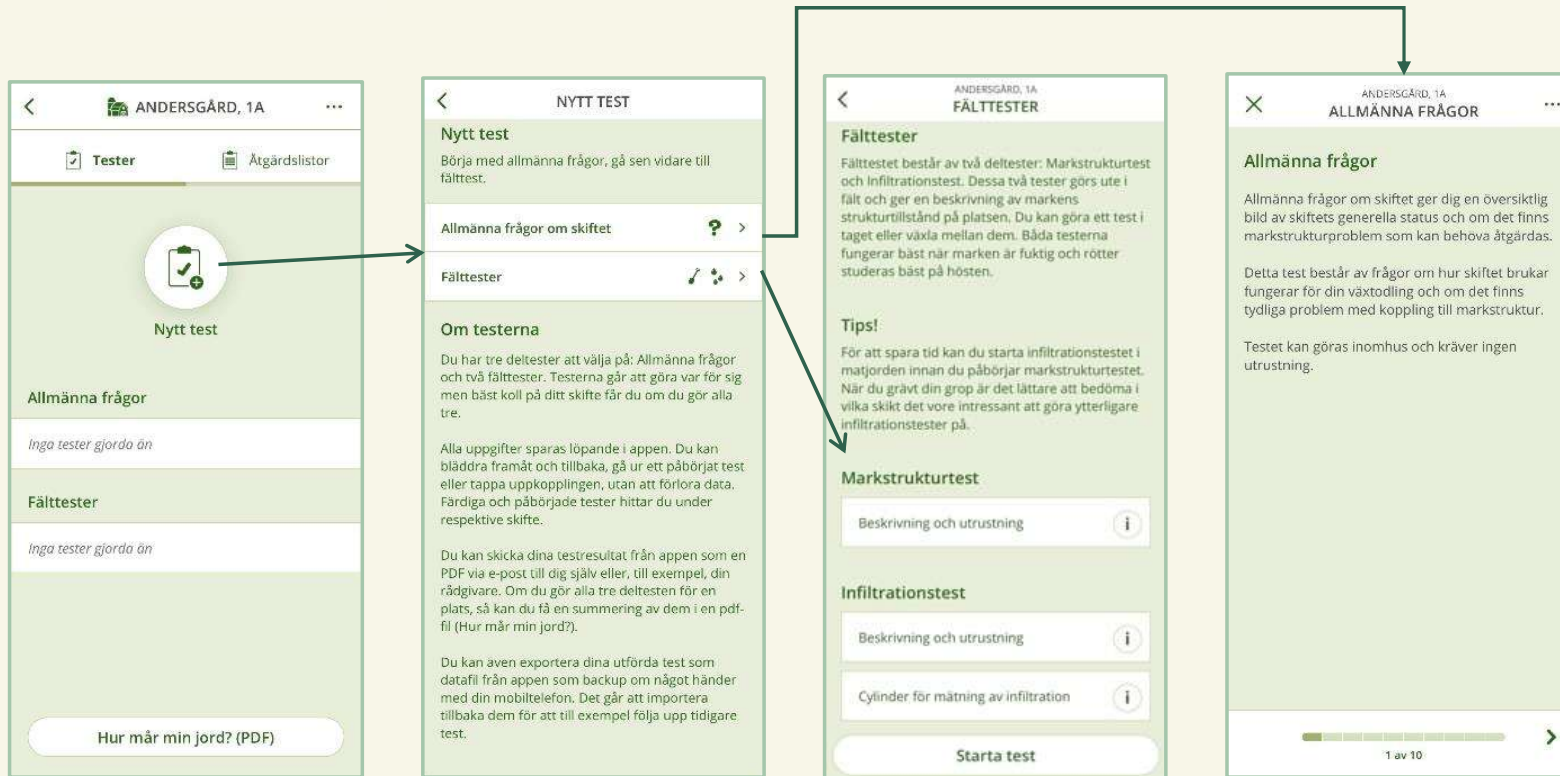 ANDERSGÅRD, 1A
Tester
Åtgärdslistor
Nytt test
Allmänna frågor
Inga tester gjorda än
Fälttester
Inga tester gjorda än
Hur mår min jord? (PDF)
NYTT TEST
Nytt test
Börja med allmänna frågor, gå sen vidare till
fälttest.
Allmänna frågor om skiftet
Fälttester
Om testerna
Du har tre deltester att välja på: Allmänna frågor
och två fälttester. Testerna går att göra var för sig
men bäst koll på ditt skifte får du om du gör alla
tre.
Alla uppgifter sparas löpande i appen. Du kan
bläddra framåt och tillbaka, gå ur ett påbörjat test
eller tappa uppkopplingen, utan att förlora data.
Färdiga och påbörjade tester hittar du under
respektive skifte.
Du kan skicka dina testresultat från appen som en
PDF via e-post till dig själv eller, till exempel, din
rådgivare. Om du gör alla tre deltesten för en
plats, så kan du få en summering av dem i en pdf-
fil (Hur mår min jord?).
Du kan även exportera dina utförda test som
datafil från appen som backup om något händer
med din mobiltelefon. Det går att importera
tillbaka dem för att till exempel följa upp tidigare
test.
ANDERSGÅRD, 1A
FÄLTTESTER
Fälttester
Fälttestet består av två deltester: Markstrukturtest
och Infiltrationstest. Dessa två tester görs ute i
fält och ger en beskrivning av markens
strukturtillstånd på platsen. Du kan göra ett test i
taget eller växla mellan dem. Båda testerna
fungerar bäst när marken är fuktig och rötter
studeras bäst på hösten.
Tips!
För att spara tid kan du starta infiltrationstestet i
matjorden innan du påbörjar markstrukturtestet.
När du grävt din grop är det lättare att bedöma i
vilka skikt det vore intressant att göra ytterligare
infiltrationstester på.
Markstrukturtest
Beskrivning och utrustning
Infiltrationstest
Beskrivning och utrustning
Cylinder för mätning av infiltration
Starta test
ANDERSGÅRD, 1A
ALLMÄNNA FRÅGOR
Allmänna frågor
Allmänna frågor om skiftet ger dig en översiktlig
bild av skiftets generella status och om det finns
markstrukturproblem som kan behöva åtgärdas.
Detta test består av frågor om hur skiftet brukar
fungerar för din växtodling och om det finns
tydliga problem med koppling till markstruktur.
Testet kan göras inomhus och kräver ingen
utrustning.
1 av 10